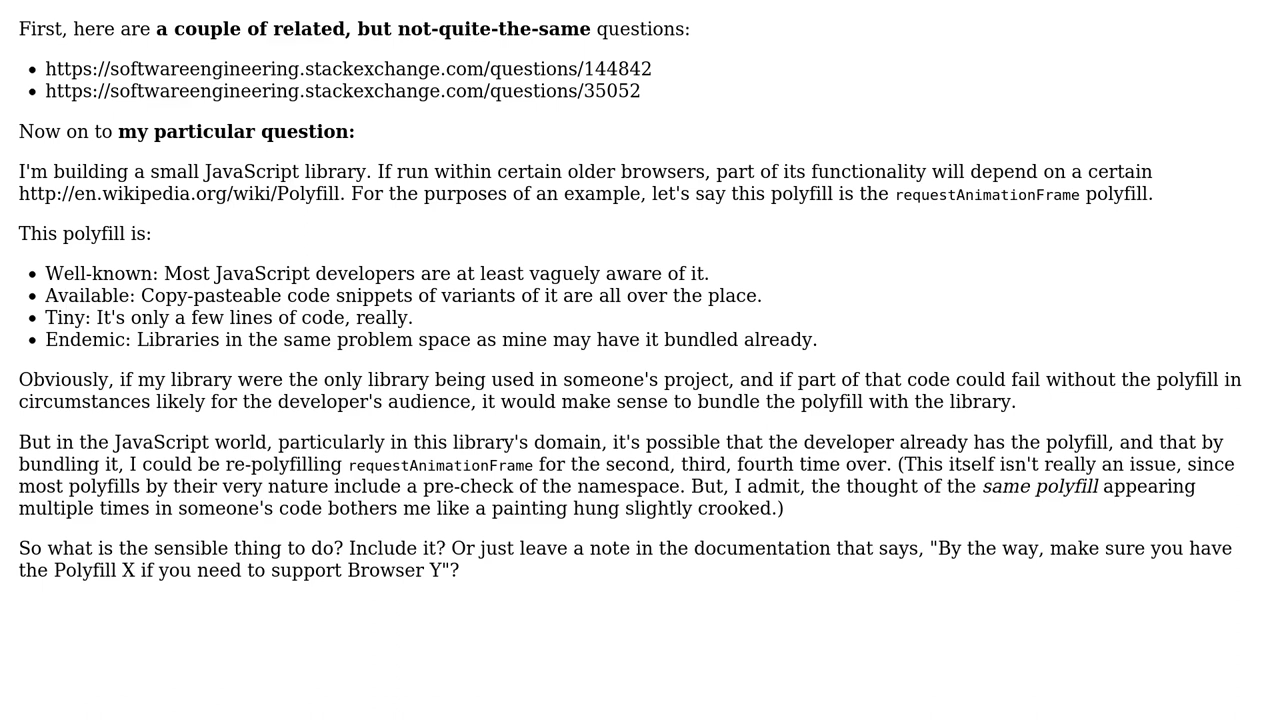 First, here are a couple of related, but not-quite-the-same questions:
• https://softwareengineering.stackexchange.com/questions/144842
• https://softwareengineering.stackexchange.com/questions/35052
Now on to my particular question:
I'm building a small JavaScript library. If run within certain older browsers, part of its functionality will depend on a certain
http://en.wikipedia.org/wiki/Polyfill. For the purposes of an example, let's say this polyfill is the requestAnimationFrame polyfill.
This polyfill is:
• Well-known: Most JavaScript developers are at least vaguely aware of it.
• Available: Copy-pasteable code snippets of variants of it are all over the place.
• Tiny: It's only a few lines of code, really.
• Endemic: Libraries in the same problem space as mine may have it bundled already.
Obviously, if my library were the only library being used in someone's project, and if part of that code could fail without the polyfill in
circumstances likely for the developer's audience, it would make sense to bundle the polyfill with the library.
But in the JavaScript world, particularly in this library's domain, it's possible that the developer already has the polyfill, and that by
bundling it, I could be re-polyfilling requestAnimationFrame for the second, third, fourth time over. (This itself isn't really an issue, since
most polyfills by their very nature include a pre-check of the namespace. But, I admit, the thought of the same polyfill appearing
multiple times in someone's code bothers me like a painting hung slightly crooked.)
So what is the sensible thing to do? Include it? Or just leave a note in the documentation that says, "By the way, make sure you have
the Polyfill X if you need to support Browser Y"?